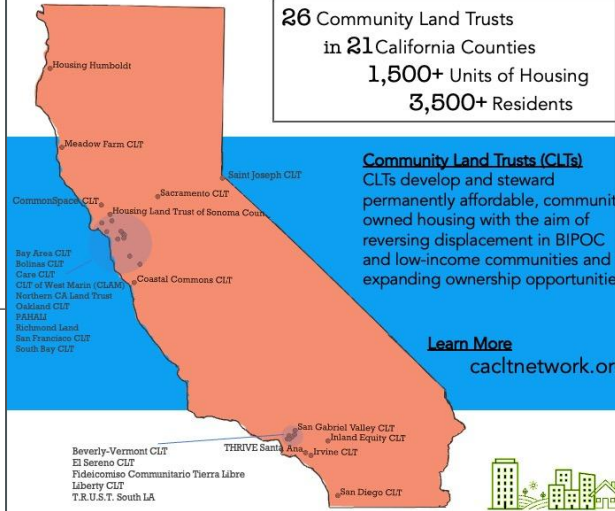 26 Community Land Trusts
in 21 California Counties
1,500+ Units of Housing
3,500+ Residents
Housing Humboldt
Meadow Farm CLT
Saint Joseph CLT
Sacramento CLT
CommonSpace CLT
Housing Land Trust of Sonoma Coun
Bay Area CLT
Bolinas CLT
Care CLT
CLT of West Marin (CLAM)
Northern CA Land Trust
Oakland CLT
PAHALI
Richmond Land
San Francisco CLT
South Bay CLT
Coastal Commons CLT
Community Land Trusts (CLTs)
CLTs develop and steward
permanently affordable, communit
owned housing with the aim of
reversing displacement in BIPOC
and low-income communities and
expanding ownership opportunitie
Learn More
cacltnetwork.or
San Gabriel Valley CLT
Inland Equity CLT
THRIVE Santa Ana
Irvine CLT
Beverly-Vermont CLT
El Sereno CLT
Fideicomiso Communitario Tierra Libre
Liberty CLT
T.R.U.S.T. South LA
San Diego CLT